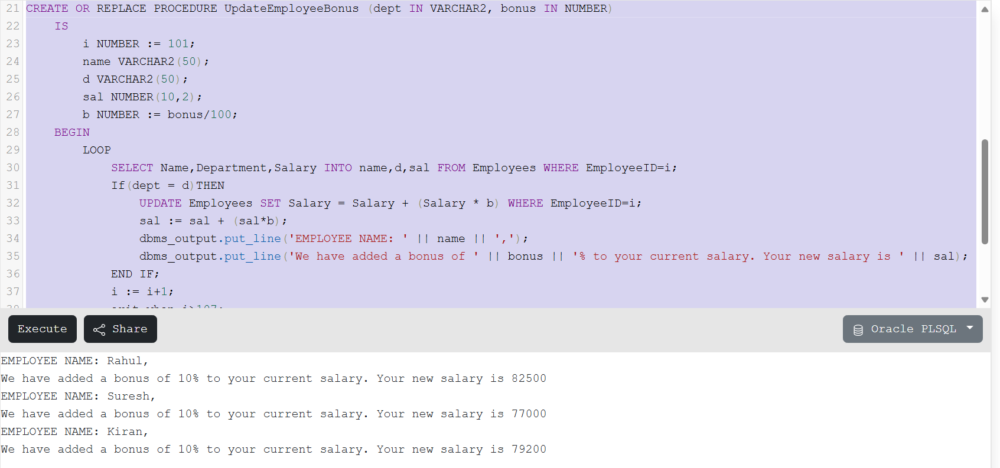 21 CREATE OR REPLACE PROCEDURE UpdateEmployeeBonus (dept IN VARCHAR2, bonus IN NUMBER)
22     IS
23         i NUMBER := 101;
24         name VARCHAR2(50);
25         d VARCHAR2(50);
26         sal NUMBER(10,2);
27         b NUMBER := bonus/100;
28     BEGIN
29         LOOP
30             SELECT Name,Department,Salary INTO name,d,sal FROM Employees WHERE EmployeeID=i;
31             If(dept = d)THEN
32                 UPDATE Employees SET Salary = Salary + (Salary * b) WHERE EmployeeID=i;
33                 sal := sal + (sal*b);
34                 dbms_output.put_line('EMPLOYEE NAME: ' || name || ',');
35                 dbms_output.put_line('We have added a bonus of ' || bonus || '% to your current salary. Your new salary is ' || sal);
36             END IF;
37             i := i+1;
Execute Share Oracle PLSQL
EMPLOYEE NAME: Rahul,
We have added a bonus of 10% to your current salary. Your new salary is 82500
EMPLOYEE NAME: Suresh,
We have added a bonus of 10% to your current salary. Your new salary is 77000
EMPLOYEE NAME: Kiran,
We have added a bonus of 10% to your current salary. Your new salary is 79200